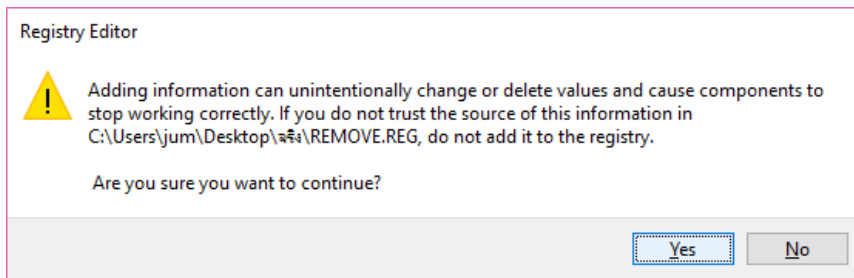 Registry Editor
Adding information can unintentionally change or delete values and cause components to
stop working correctly. If you do not trust the source of this information in
C:\Users\jum\Desktop\จริง\REMOVE.REG, do not add it to the registry.
Are you sure you want to continue?
Yes No